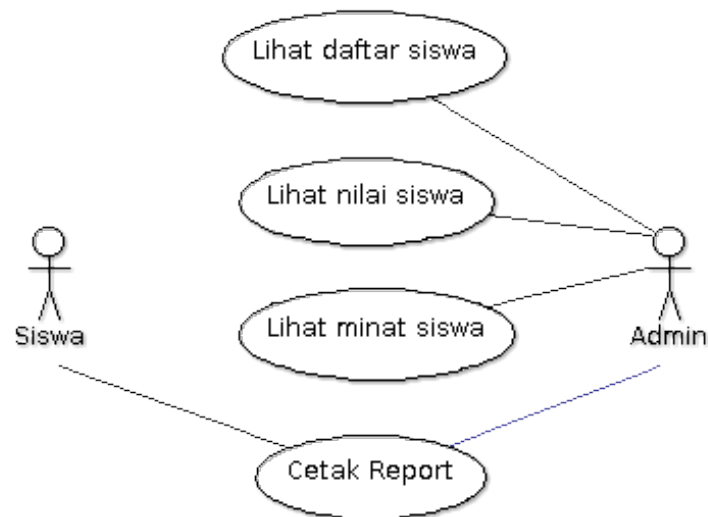 Lihat daftar siswa
Lihat nilai siswa
Lihat minat siswa
Siswa
Admin
Cetak Report